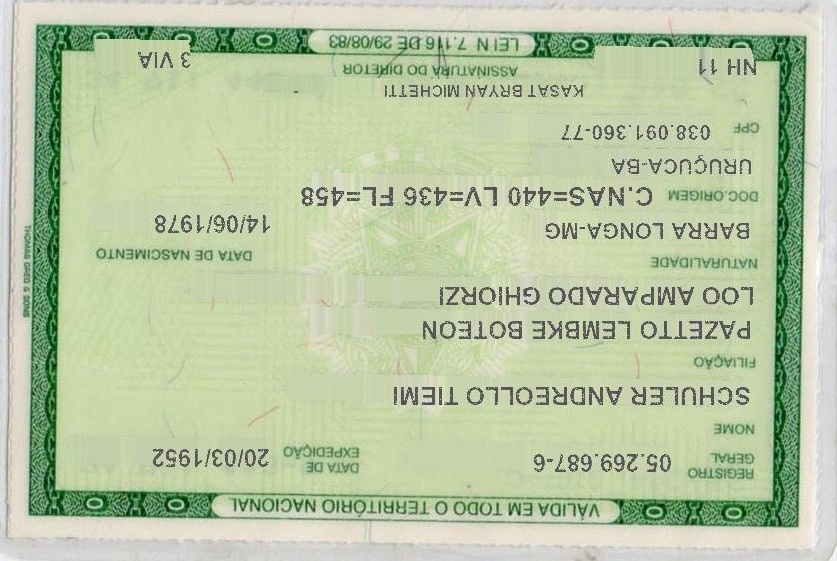 VÁLIDA EM TODO O TERRITÓRIO NACIONAL
REGISTRO GERAL 05.269.687-6 DATA DE EXPEDIÇÃO 20/03/1952
NOME
SCHULER ANDREOLLO TIEMI
FILIAÇÃO
PAZETTO LEMBKE BOTEON
LOO AMPARADO GHIORZI
NATURALIDADE DATA DE NASCIMENTO
BARRA LONGA-MG 14/06/1978
DOC.ORIGEM C.NAS=440 LV=436 FL=458
URUÇUCA-BA
CPF 038.091.360-77
KASAT BRYAN MICHETTI
NH 11 ASSINATURA DO DIRETOR 3 VIA
LEI N 7.116 DE 29/08/83
THOMAS GREG & SONS